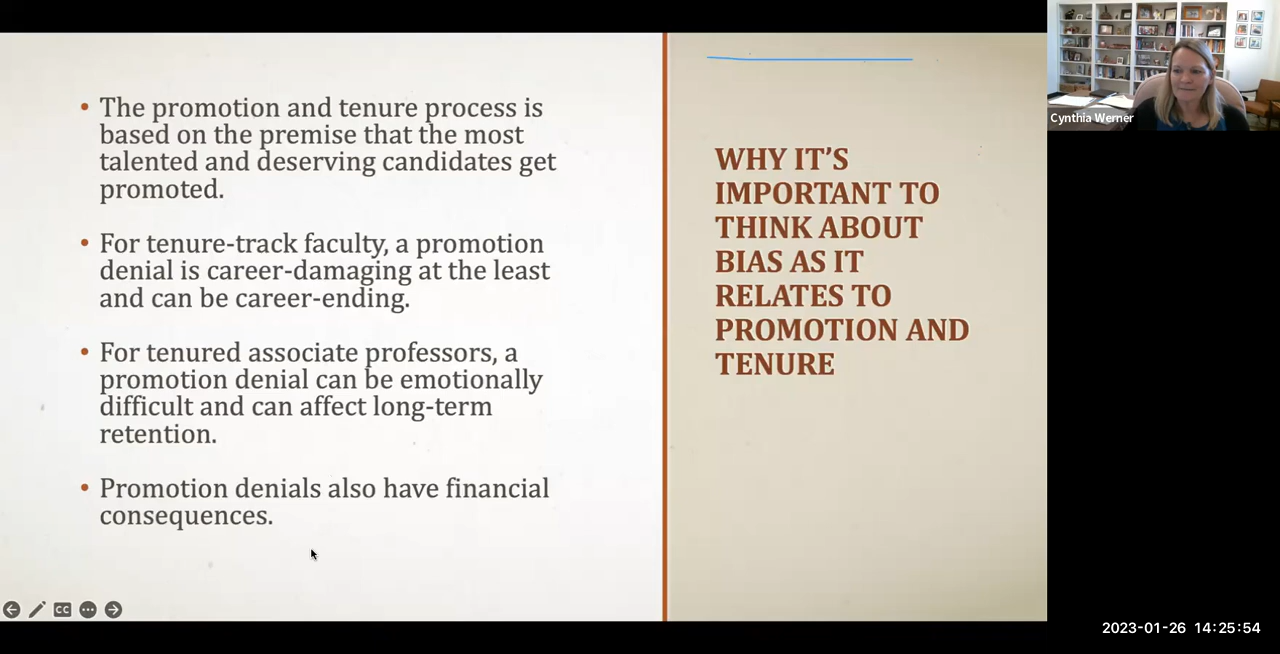 • The promotion and tenure process is
based on the premise that the most
talented and deserving candidates get
promoted.
• For tenure-track faculty, a promotion
denial is career-damaging at the least
and can be career-ending.
• For tenured associate professors, a
promotion denial can be emotionally
difficult and can affect long-term
retention.
• Promotion denials also have financial
consequences.
WHY IT’S
IMPORTANT TO
THINK ABOUT
BIAS AS IT
RELATES TO
PROMOTION AND
TENURE
Cynthia Werner
CC
2023-01-26 14:25:54